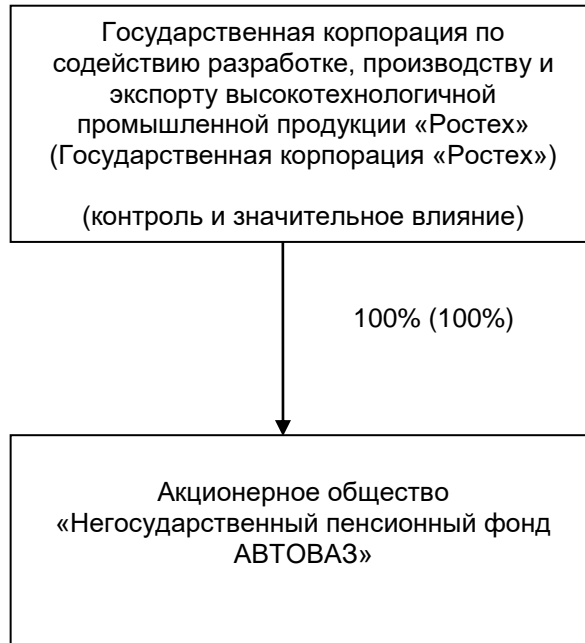 Государственная корпорация по
содействию разработке, производству и
экспорту высокотехнологичной
промышленной продукции «Ростех»
(Государственная корпорация «Ростех»)
(контроль и значительное влияние)
100% (100%)
Акционерное общество
«Негосударственный пенсионный фонд
АВТОВАЗ»